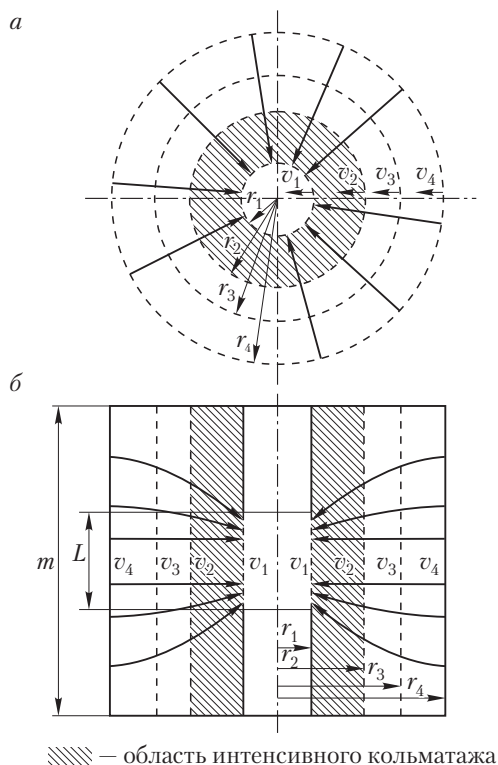 а
v₁ v₂ v₃ v₄
r₁
r₂
r₃
r₄
б
m
L
v₄ v₃ v₂ v₁ v₁ v₂ v₃ v₄
r₁
r₂
r₃
r₄
— область интенсивного кольматажа